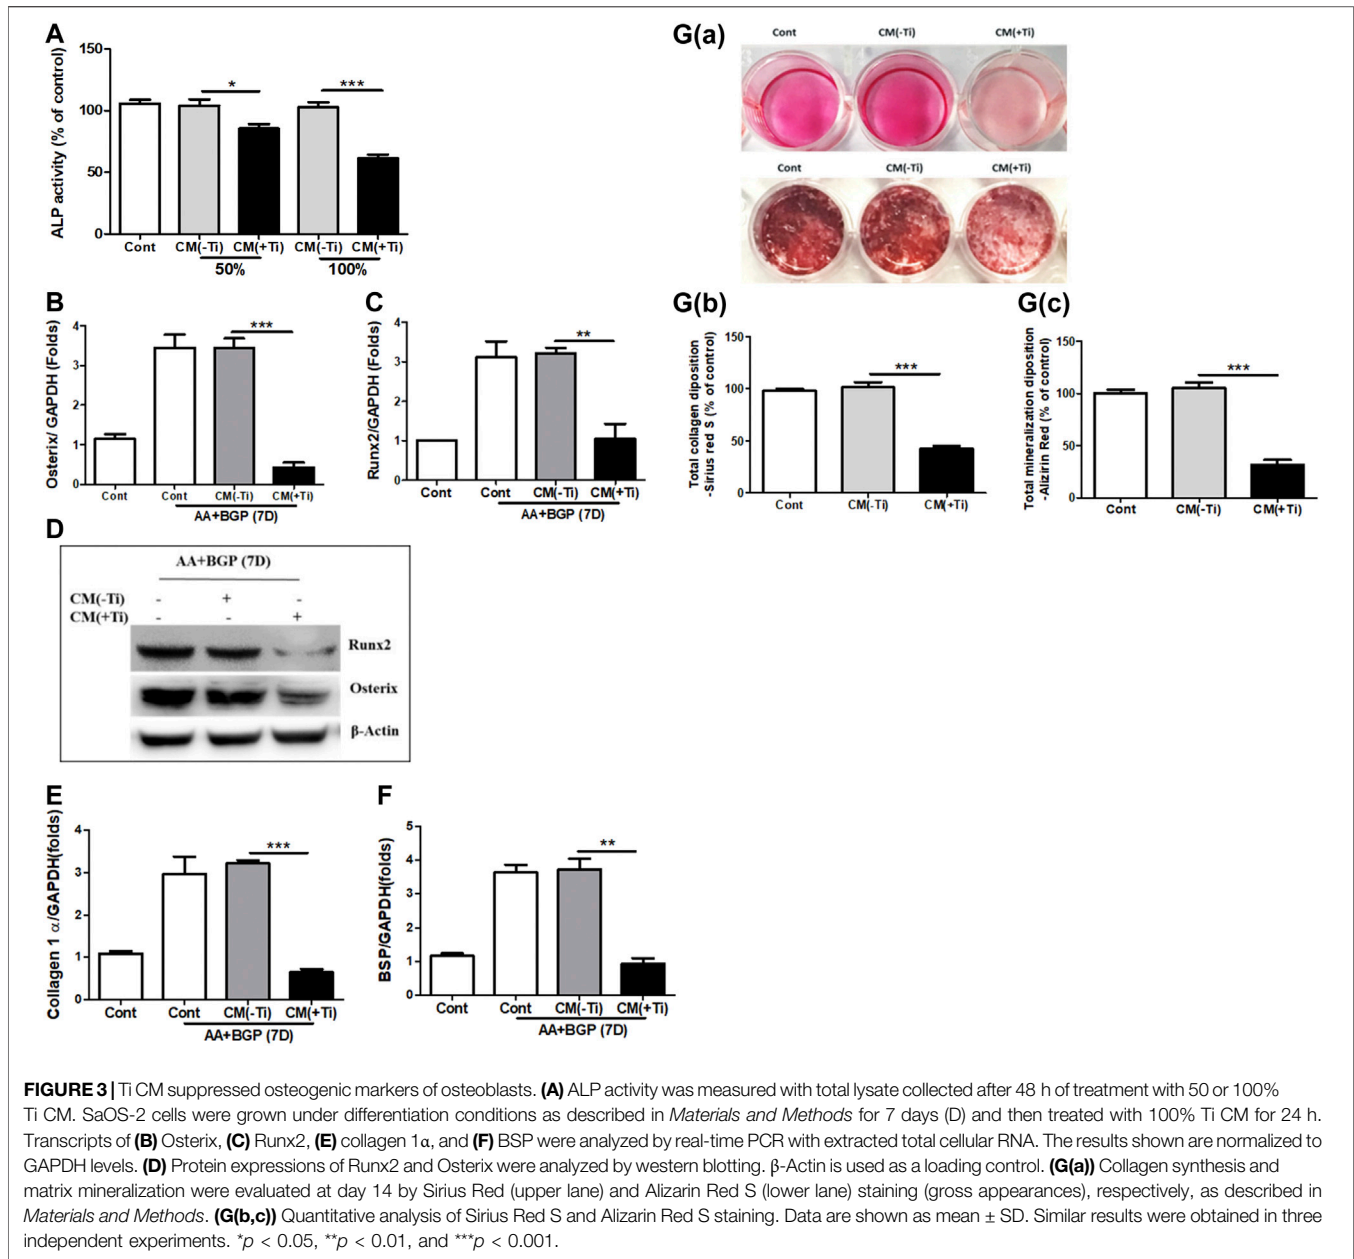 A
ALP activity (% of control)
150
100
50
0
*
***
Cont CM(-Ti) CM(+Ti) CM(-Ti) CM(+Ti)
50% 100%
G(a)
Cont CM(-Ti) CM(+Ti)
Cont CM(-Ti) CM(+Ti)
B
Osterix/ GAPDH (Folds)
4
3
2
1
0
***
Cont Cont CM(-Ti) CM(+Ti)
AA+BGP (7D)
C
Runx2/GAPDH (Folds)
4
3
2
1
0
**
Cont Cont CM(-Ti) CM(+Ti)
AA+BGP (7D)
G(b)
Total collagen diposition
-Sirius red S (% of control)
150
100
50
0
***
Cont CM(-Ti) CM(+Ti)
G(c)
Total mineralization diposition
-Alizirin Red (% of control)
150
100
50
0
***
Cont CM(-Ti) CM(+Ti)
D
AA+BGP (7D)
CM(-Ti) - + -
CM(+Ti) - - +
Runx2
Osterix
β-Actin
E
Collagen 1 α/GAPDH(folds)
4
3
2
1
0
***
Cont Cont CM(-Ti) CM(+Ti)
AA+BGP (7D)
F
BSP/GAPDH(folds)
5
4
3
2
1
0
**
Cont Cont CM(-Ti) CM(+Ti)
AA+BGP (7D)
FIGURE 3 | Ti CM suppressed osteogenic markers of osteoblasts. (A) ALP activity was measured with total lysate collected after 48 h of treatment with 50 or 100%
Ti CM. SaOS-2 cells were grown under differentiation conditions as described in Materials and Methods for 7 days (D) and then treated with 100% Ti CM for 24 h.
Transcripts of (B) Osterix, (C) Runx2, (E) collagen 1α, and (F) BSP were analyzed by real-time PCR with extracted total cellular RNA. The results shown are normalized to
GAPDH levels. (D) Protein expressions of Runx2 and Osterix were analyzed by western blotting. β-Actin is used as a loading control. (G(a)) Collagen synthesis and
matrix mineralization were evaluated at day 14 by Sirius Red (upper lane) and Alizarin Red S (lower lane) staining (gross appearances), respectively, as described in
Materials and Methods. (G(b,c)) Quantitative analysis of Sirius Red S and Alizarin Red S staining. Data are shown as mean ± SD. Similar results were obtained in three
independent experiments. *p < 0.05, **p < 0.01, and ***p < 0.001.